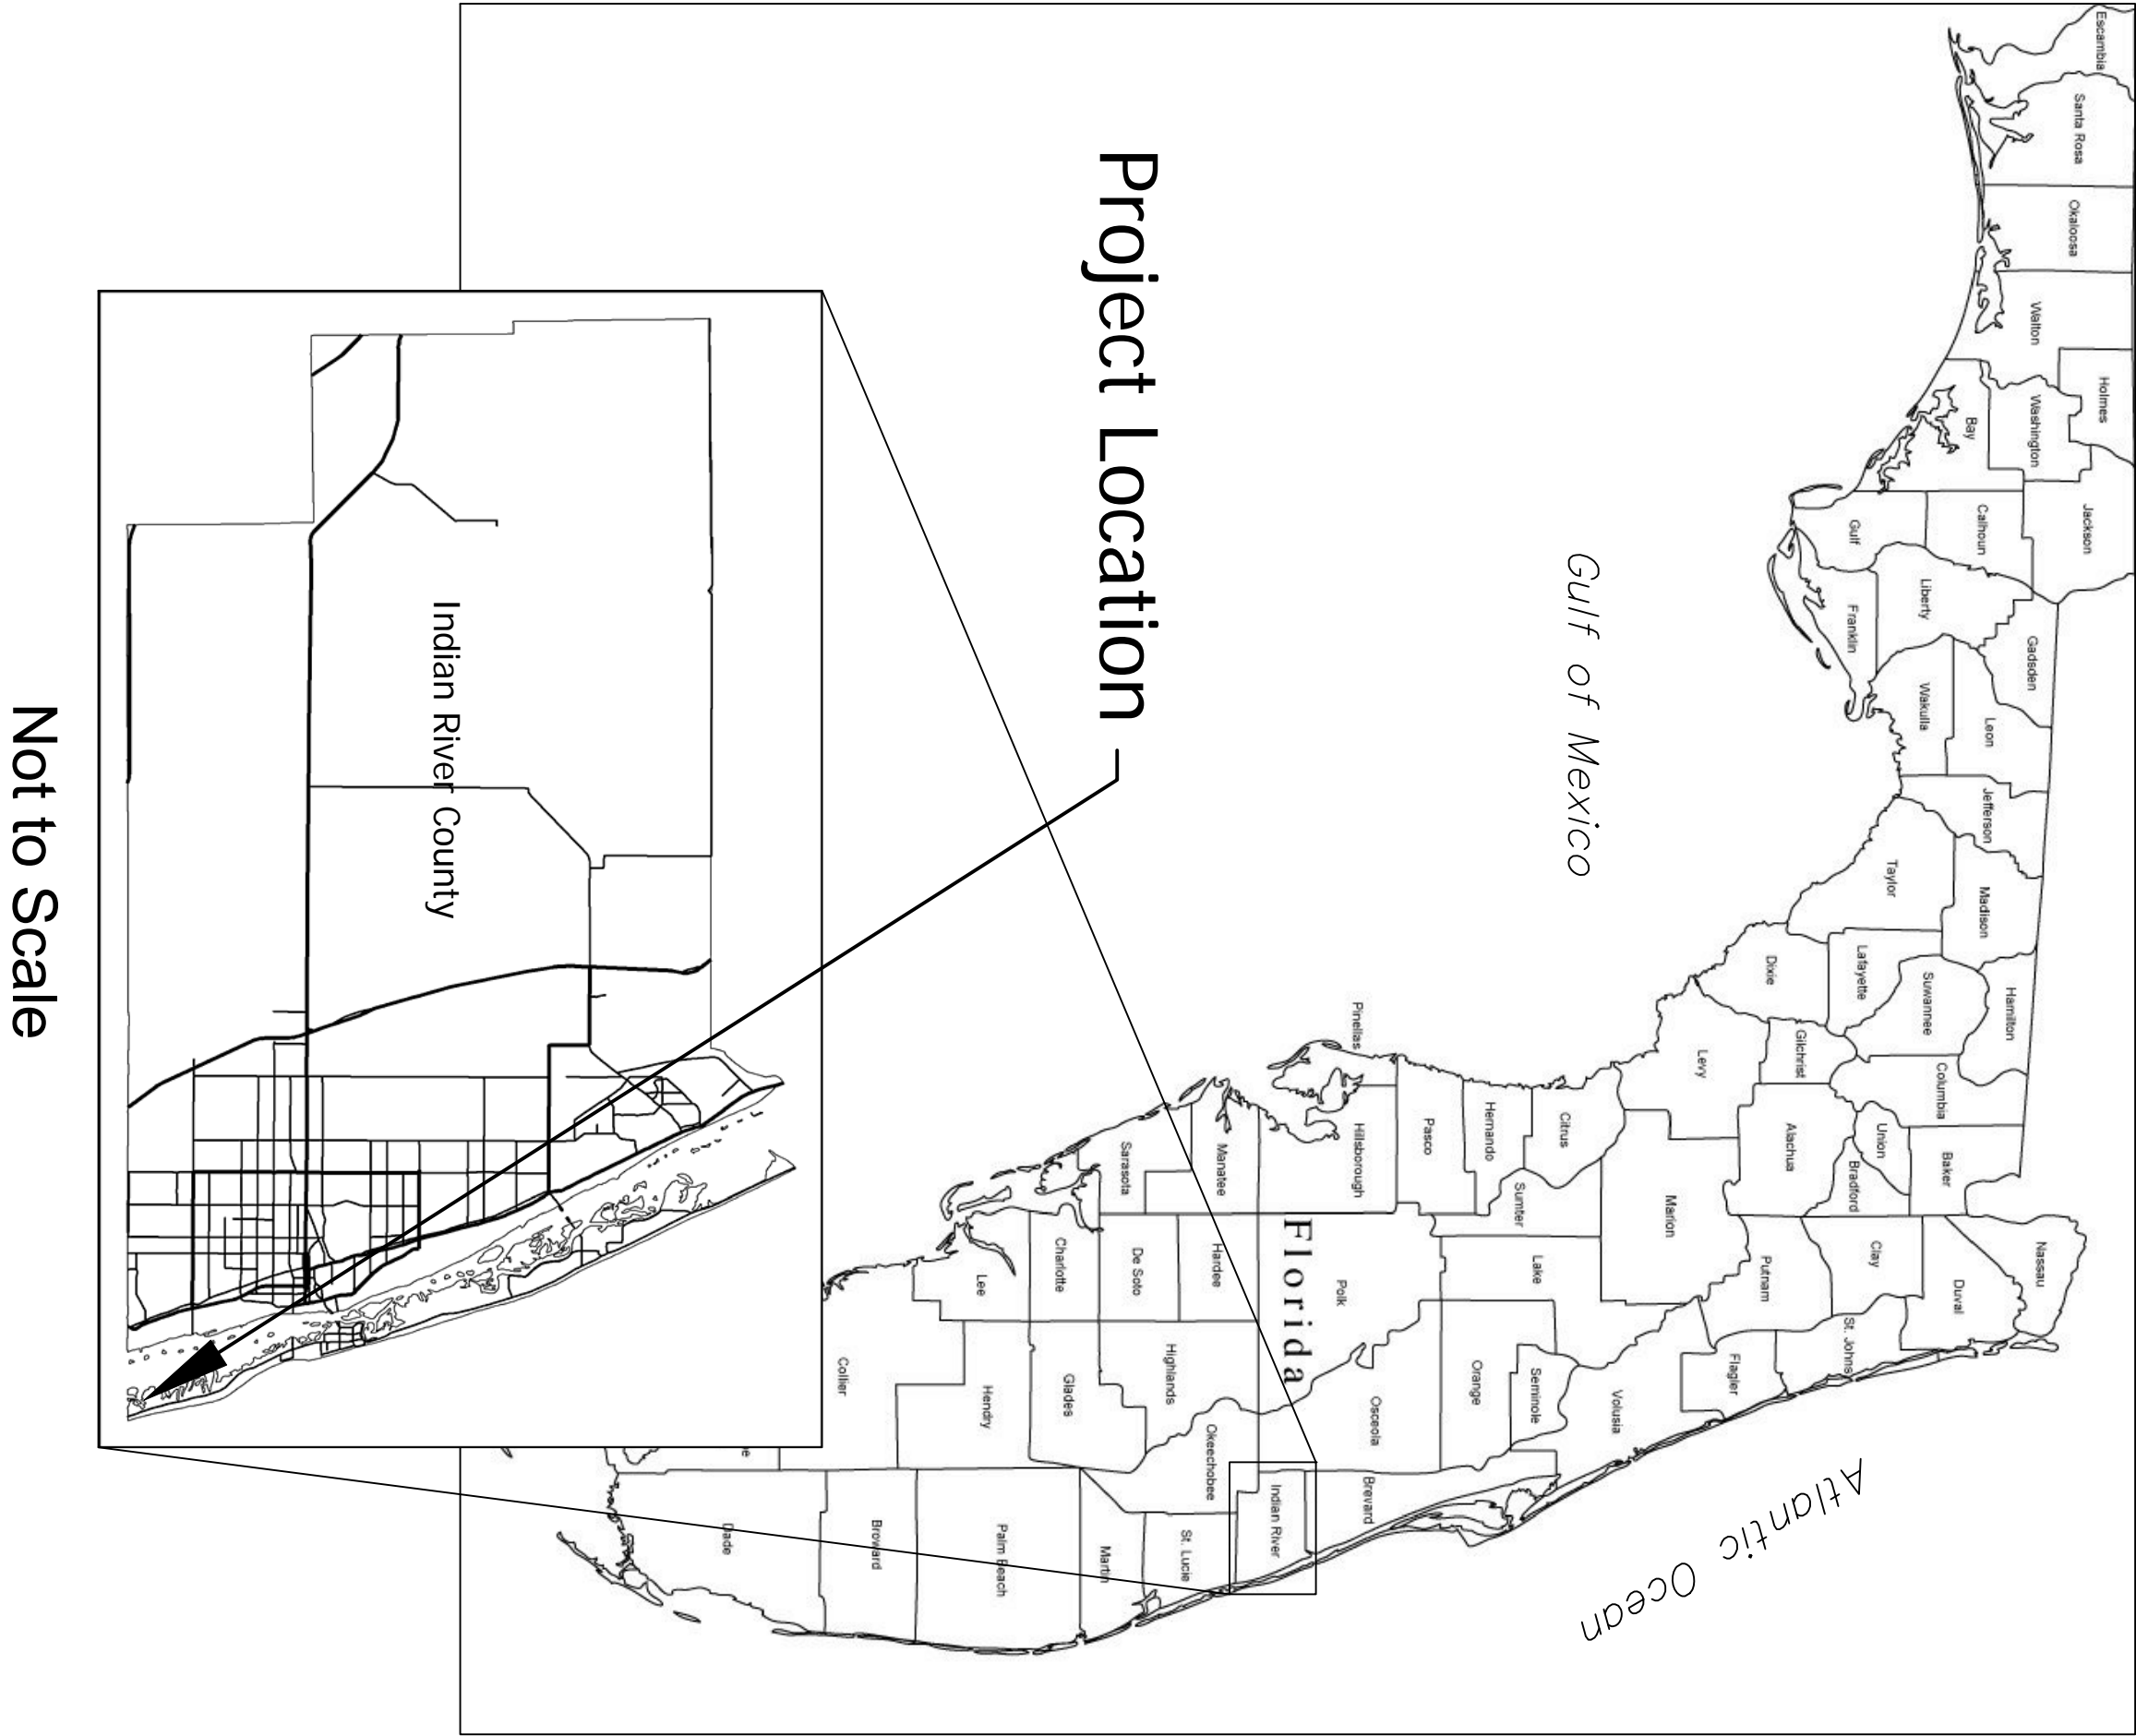 Escambia
Santa Rosa
Okaloosa
Walton
Holmes
Washington
Bay
Jackson
Calhoun
Gulf
Liberty
Franklin
Gadsden
Leon
Wakulla
Jefferson
Madison
Taylor
Hamilton
Suwannee
Lafayette
Dixie
Columbia
Gilchrist
Levy
Baker
Union
Bradford
Alachua
Nassau
Duval
Clay
St. Johns
Putnam
Flagler
Marion
Volusia
Citrus
Hernando
Sumter
Lake
Seminole
Orange
Pasco
Pinellas
Hillsborough
Polk
Osceola
Brevard
Florida
Indian River
Manatee
Hardee
Okeechobee
Sarasota
De Soto
Highlands
St. Lucie
Martin
Charlotte
Glades
Lee
Hendry
Palm Beach
Collier
Broward
e
Dade
Gulf of Mexico
Atlantic Ocean
Project Location
Indian River County
Not to Scale